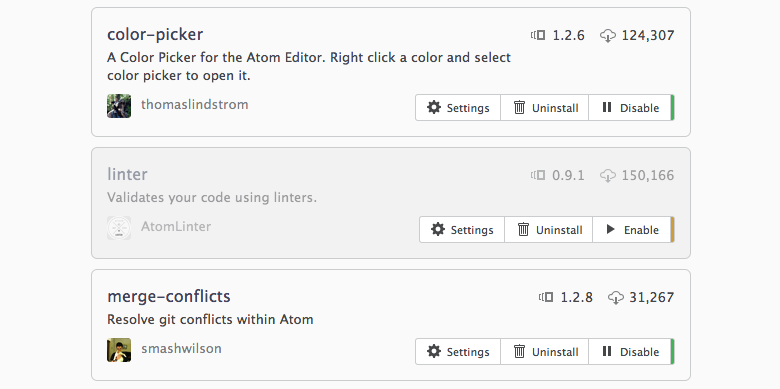 color-picker 1.2.6 124,307
A Color Picker for the Atom Editor. Right click a color and select
color picker to open it.
thomaslindstrom Settings Uninstall Disable
linter 0.9.1 150,166
Validates your code using linters.
AtomLinter Settings Uninstall Enable
merge-conflicts 1.2.8 31,267
Resolve git conflicts within Atom
smashwilson Settings Uninstall Disable